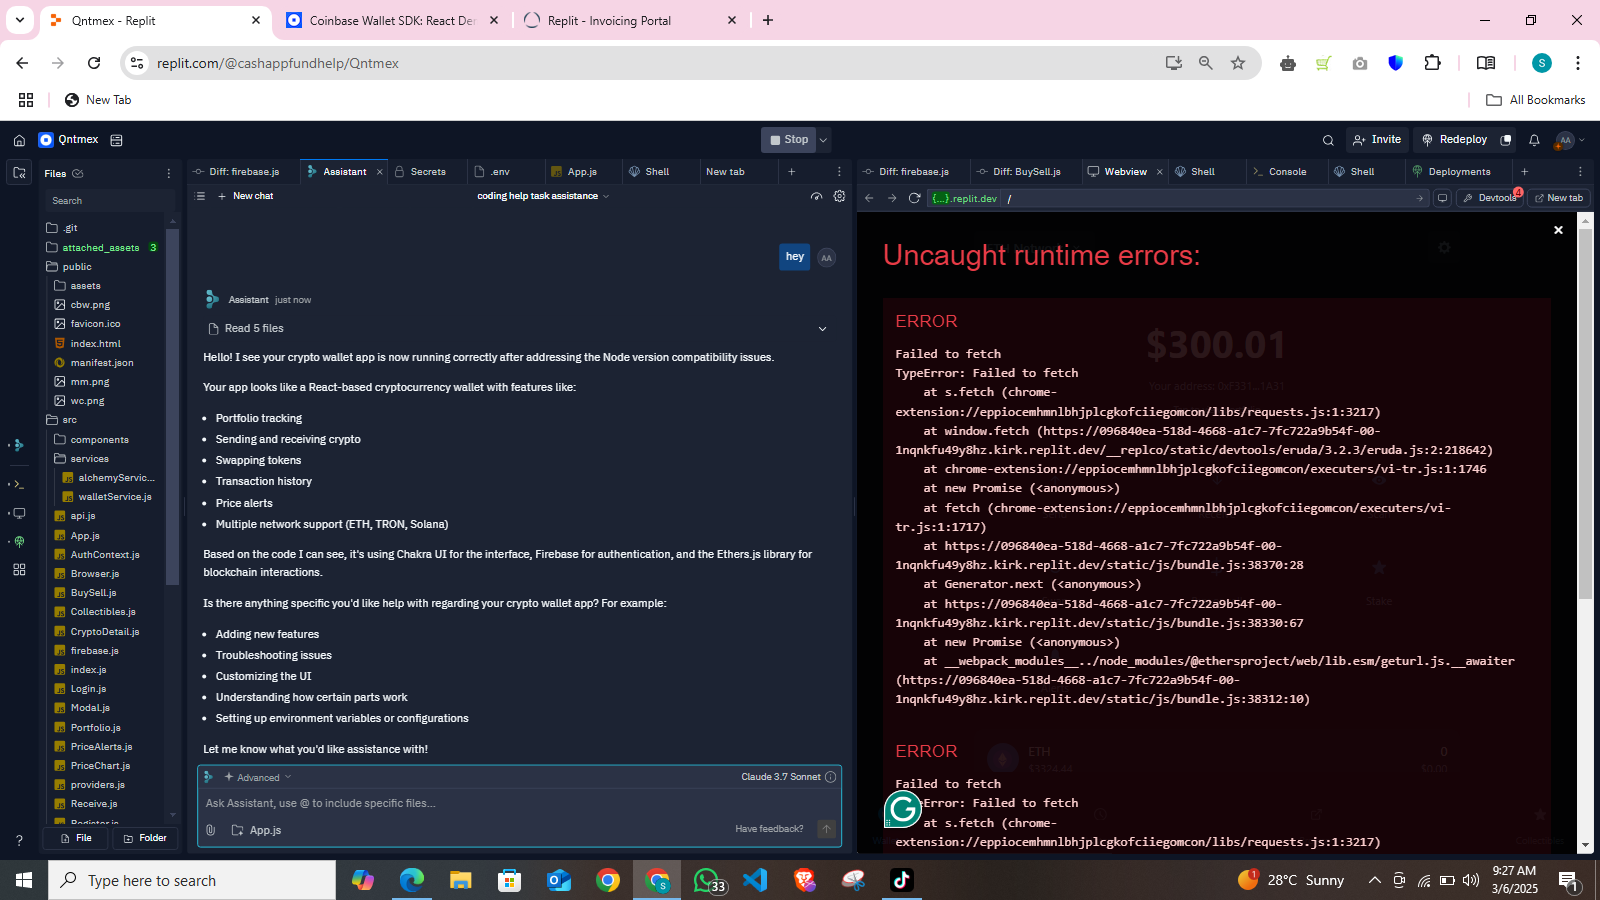 Qntmex - Replit
Coinbase Wallet SDK: React Der
Replit - Invoicing Portal
replit.com/@cashappfundhelp/Qntmex
S
New Tab
All Bookmarks
Qntmex
Stop
Invite
Redeploy
AA
Files
Search
.git
attached_assets 3
public
assets
cbw.png
favicon.ico
index.html
manifest.json
mm.png
wc.png
src
components
services
alchemyServic...
walletService.js
api.js
App.js
AuthContext.js
Browser.js
BuySell.js
Collectibles.js
CryptoDetail.js
firebase.js
index.js
Login.js
Modal.js
Portfolio.js
PriceAlerts.js
PriceChart.js
providers.js
Receive.js
Register.js
File
Folder
Diff: firebase.js
Assistant
Secrets
.env
App.js
Shell
New tab
New chat
coding help task assistance
hey
AA
Assistant just now
Read 5 files
Hello! I see your crypto wallet app is now running correctly after addressing the Node version compatibility issues.
Your app looks like a React-based cryptocurrency wallet with features like:
• Portfolio tracking
• Sending and receiving crypto
• Swapping tokens
• Transaction history
• Price alerts
• Multiple network support (ETH, TRON, Solana)
Based on the code I can see, it's using Chakra UI for the interface, Firebase for authentication, and the Ethers.js library for
blockchain interactions.
Is there anything specific you'd like help with regarding your crypto wallet app? For example:
• Adding new features
• Troubleshooting issues
• Customizing the UI
• Understanding how certain parts work
• Setting up environment variables or configurations
Let me know what you'd like assistance with!
Advanced
Claude 3.7 Sonnet
Ask Assistant, use @ to include specific files...
App.js
Have feedback?
Diff: firebase.js
Diff: BuySell.js
Webview
Shell
Console
Shell
Deployments
{...}.replit.dev /
Devtools 4
New tab
Uncaught runtime errors:
ERROR
$300.01
Your address: 0xF331...1A31
Failed to fetch
TypeError: Failed to fetch
at s.fetch (chrome-
extension://eppiocemhmnlbhjplcgkofciiegomcon/libs/requests.js:1:3217)
at window.fetch (https://096840ea-518d-4668-a1c7-7fc722a9b54f-00-
1nqnkfu49y8hz.kirk.replit.dev/__replco/static/devtools/eruda/3.2.3/eruda.js:2:218642)
at chrome-extension://eppiocemhmnlbhjplcgkofciiegomcon/executers/vi-tr.js:1:1746
at new Promise (<anonymous>)
at fetch (chrome-extension://eppiocemhmnlbhjplcgkofciiegomcon/executers/vi-
tr.js:1:1717)
at https://096840ea-518d-4668-a1c7-7fc722a9b54f-00-
1nqnkfu49y8hz.kirk.replit.dev/static/js/bundle.js:38370:28
at Generator.next (<anonymous>)
Stake
at https://096840ea-518d-4668-a1c7-7fc722a9b54f-00-
1nqnkfu49y8hz.kirk.replit.dev/static/js/bundle.js:38330:67
at new Promise (<anonymous>)
at __webpack_modules__../node_modules/@ethersproject/web/lib.esm/geturl.js.__awaiter
(https://096840ea-518d-4668-a1c7-7fc722a9b54f-00-
1nqnkfu49y8hz.kirk.replit.dev/static/js/bundle.js:38312:10)
ERROR
ETH
0
$0.00
Failed to fetch
Error: Failed to fetch
at s.fetch (chrome-
extension://eppiocemhmnlbhjplcgkofciiegomcon/libs/requests.js:1:3217)
Type here to search
33
1
28°C Sunny
9:27 AM
3/6/2025
1